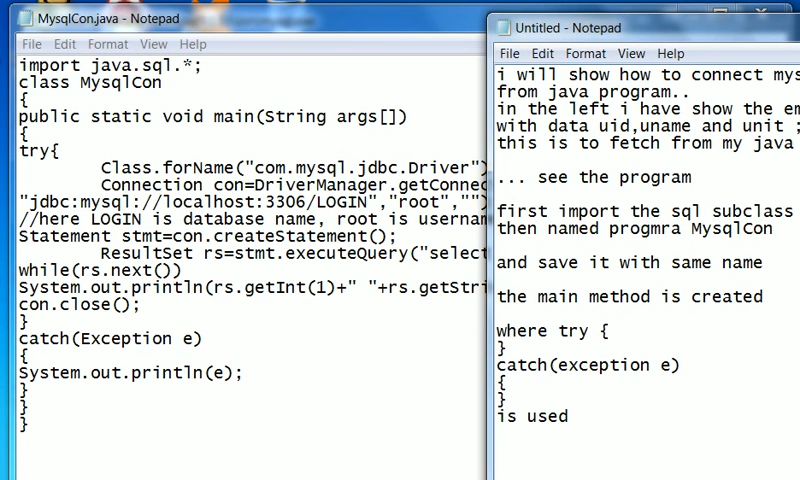 MysqlCon.java - Notepad
File Edit Format View Help
import java.sql.*;
class MysqlCon
{
public static void main(String args[])
{
try{
Class.forName("com.mysql.jdbc.Driver")
Connection con=DriverManager.getConnec
"jdbc:mysql://localhost:3306/LOGIN","root","")
//here LOGIN is database name, root is usernam
Statement stmt=con.createStatement();
ResultSet rs=stmt.executeQuery("select
while(rs.next())
System.out.println(rs.getInt(1)+" "+rs.getStri
con.close();
}
catch(Exception e)
{
System.out.println(e);
}
}
}
Untitled - Notepad
File Edit Format View Help
i will show how to connect mys
from java program..
in the left i have show the em
with data uid,uname and unit ;
this is to fetch from my java
... see the program
first import the sql subclass
then named progmra MysqlCon
and save it with same name
the main method is created
where try {
}
catch(exception e)
{
}
is used